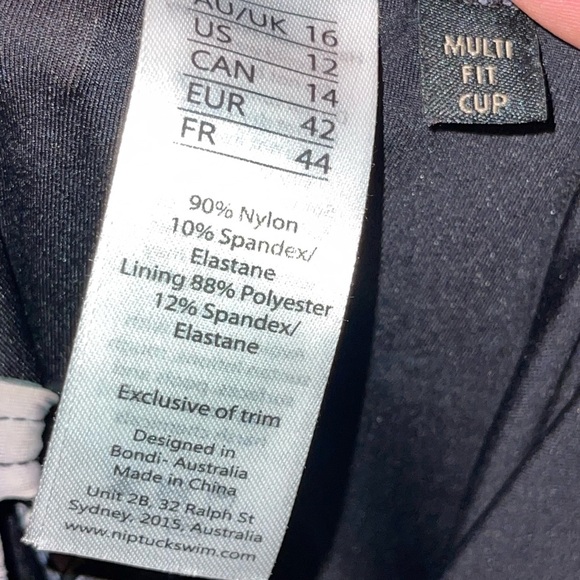 AU/UK 16
US 12
CAN 14
EUR 42
FR 44
90% Nylon
10% Spandex/
Elastane
Lining 88% Polyester
12% Spandex/
Elastane
Exclusive of trim
Designed in
Bondi- Australia
Made in China
Unit 2B, 32 Ralph St
Sydney, 2015, Australia
www.niptuckswim.com
MULTI
FIT
CUP